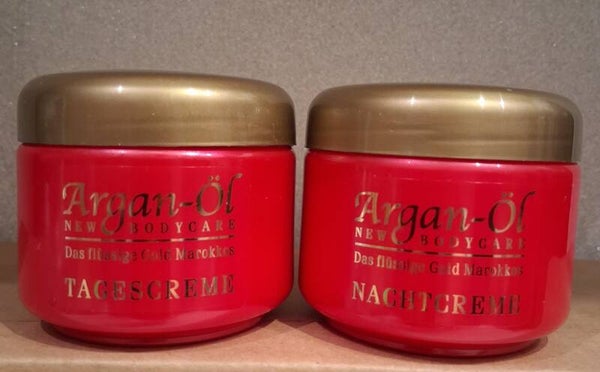 Argan-Öl
NEW BODYCARE
Das flüssige Gold Marokkos
TAGESCREME
Argan-Öl
NEW BODYCARE
Das flüssige Gold Marokkos
NACHTCREME